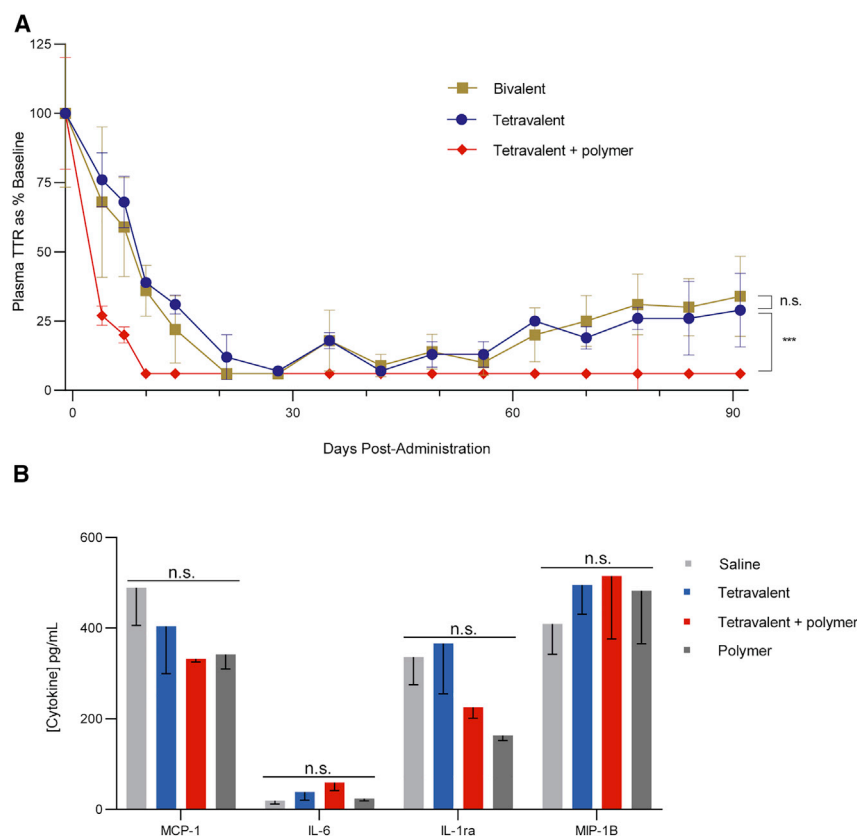 A
125
100
75
50
25
0
Plasma TTR as % Baseline
Bivalent
Tetravalent
Tetravalent + polymer
n.s.
***
0 30 60 90
Days Post-Administration
B
600
400
200
0
[Cytokine] pg/mL
n.s.
n.s.
n.s.
n.s.
Saline
Tetravalent
Tetravalent + polymer
Polymer
MCP-1 IL-6 IL-1ra MIP-1B